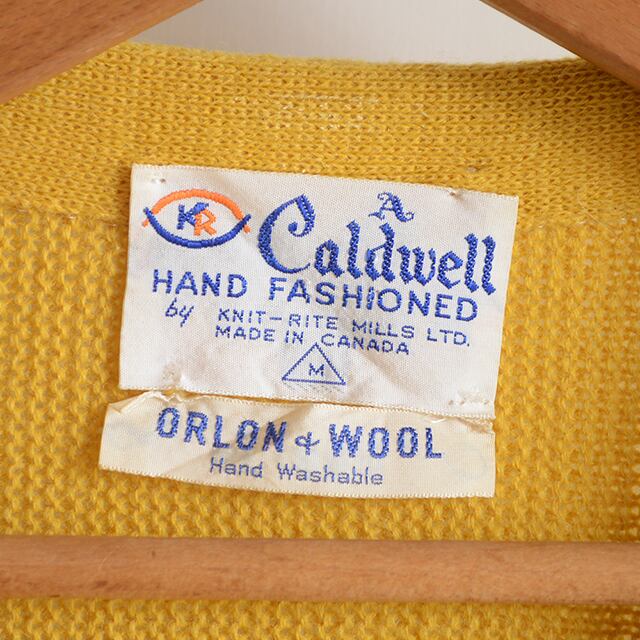 KR
A
Caldwell
HAND FASHIONED
by KNIT-RITE MILLS LTD.
MADE IN CANADA
M
ORLON & WOOL
Hand Washable